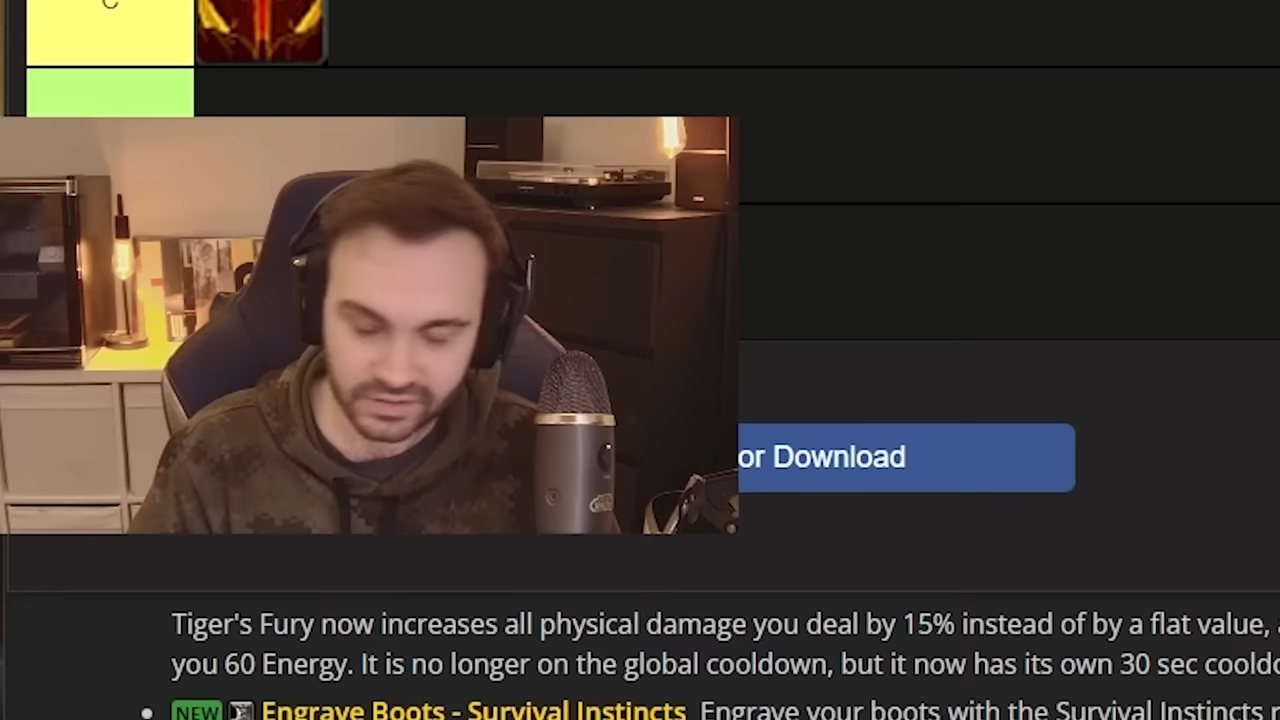 C
or Download
Tiger's Fury now increases all physical damage you deal by 15% instead of by a flat value,
you 60 Energy. It is no longer on the global cooldown, but it now has its own 30 sec cooldo
NEW Engrave Boots - Survival Instincts Engrave your boots with the Survival Instincts r